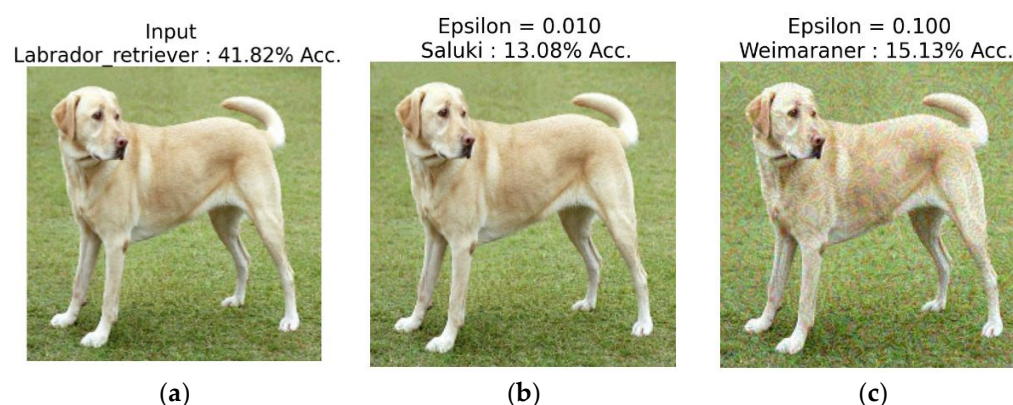 Input
Labrador_retriever : 41.82% Acc.
Epsilon = 0.010
Saluki : 13.08% Acc.
Epsilon = 0.100
Weimaraner : 15.13% Acc.
(a)
(b)
(c)